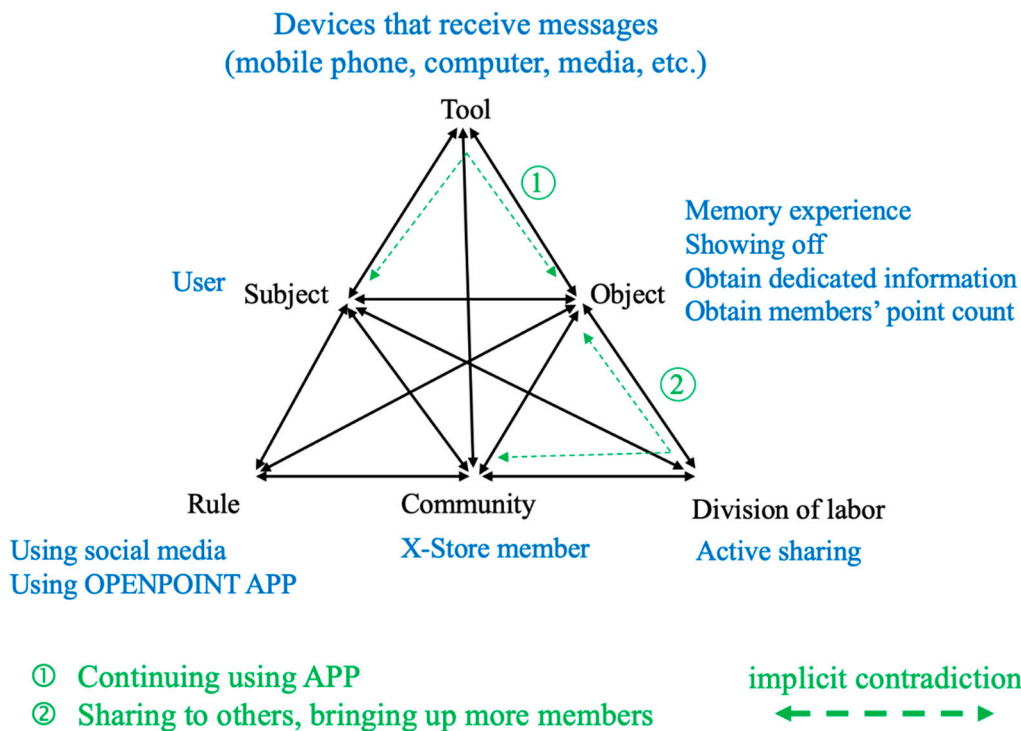 Devices that receive messages
(mobile phone, computer, media, etc.)
Tool
①
Memory experience
Showing off
Obtain dedicated information
Obtain members’ point count
User
Subject
Object
②
Rule
Community
Division of labor
Using social media
Using OPENPOINT APP
X-Store member
Active sharing
① Continuing using APP
② Sharing to others, bringing up more members
implicit contradiction